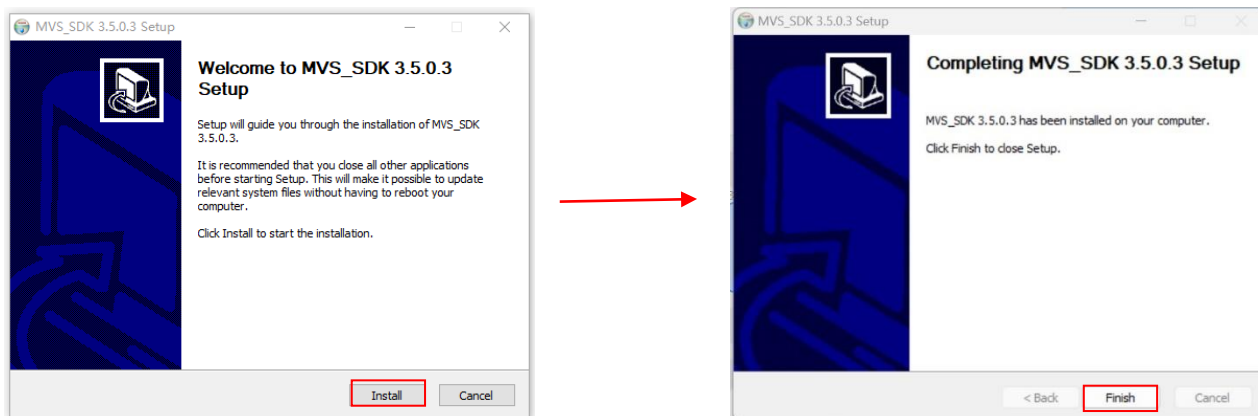 MVS_SDK 3.5.0.3 Setup
Welcome to MVS_SDK 3.5.0.3
Setup
Setup will guide you through the installation of MVS_SDK
3.5.0.3.
It is recommended that you close all other applications
before starting Setup. This will make it possible to update
relevant system files without having to reboot your
computer.
Click Install to start the installation.
Install
Cancel
MVS_SDK 3.5.0.3 Setup
Completing MVS_SDK 3.5.0.3 Setup
MVS_SDK 3.5.0.3 has been installed on your computer.
Click Finish to close Setup.
< Back
Finish
Cancel